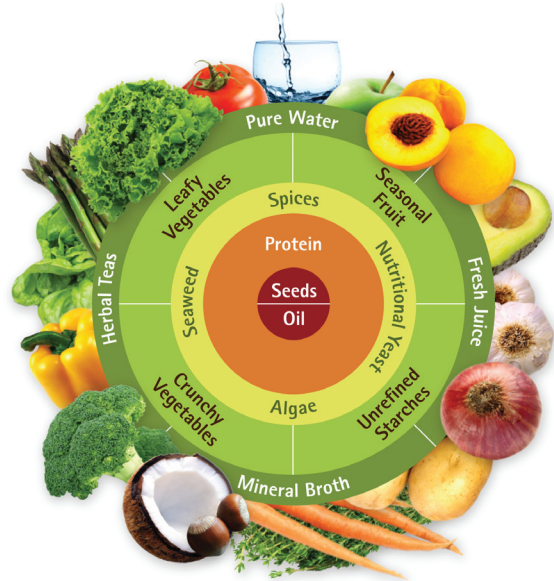 Pure Water
Leafy
Vegetables
Seasonal
Fruit
Spices
Protein
Herbal Teas
Seaweed
Seeds
Oil
Nutritional Yeast
Fresh Juice
Algae
Crunchy
Vegetables
Unrefined
Starches
Mineral Broth